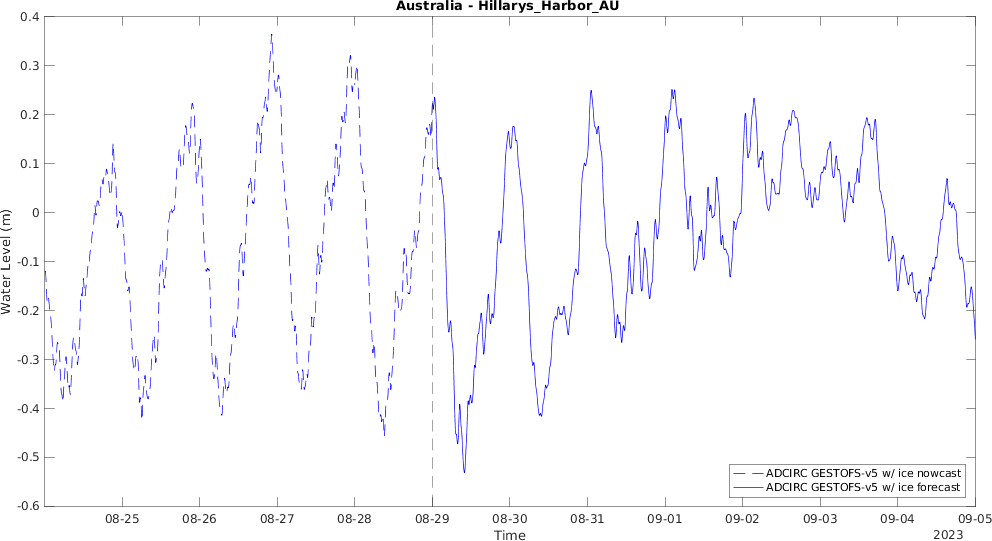 Australia - Hillarys_Harbor_AU
Water Level (m)
0.4
0.3
0.2
0.1
0
-0.1
-0.2
-0.3
-0.4
-0.5
-0.6
ADCIRC GESTOFS-v5 w/ ice nowcast
ADCIRC GESTOFS-v5 w/ ice forecast
08-25 08-26 08-27 08-28 08-29 08-30 08-31 09-01 09-02 09-03 09-04 09-05
Time
2023